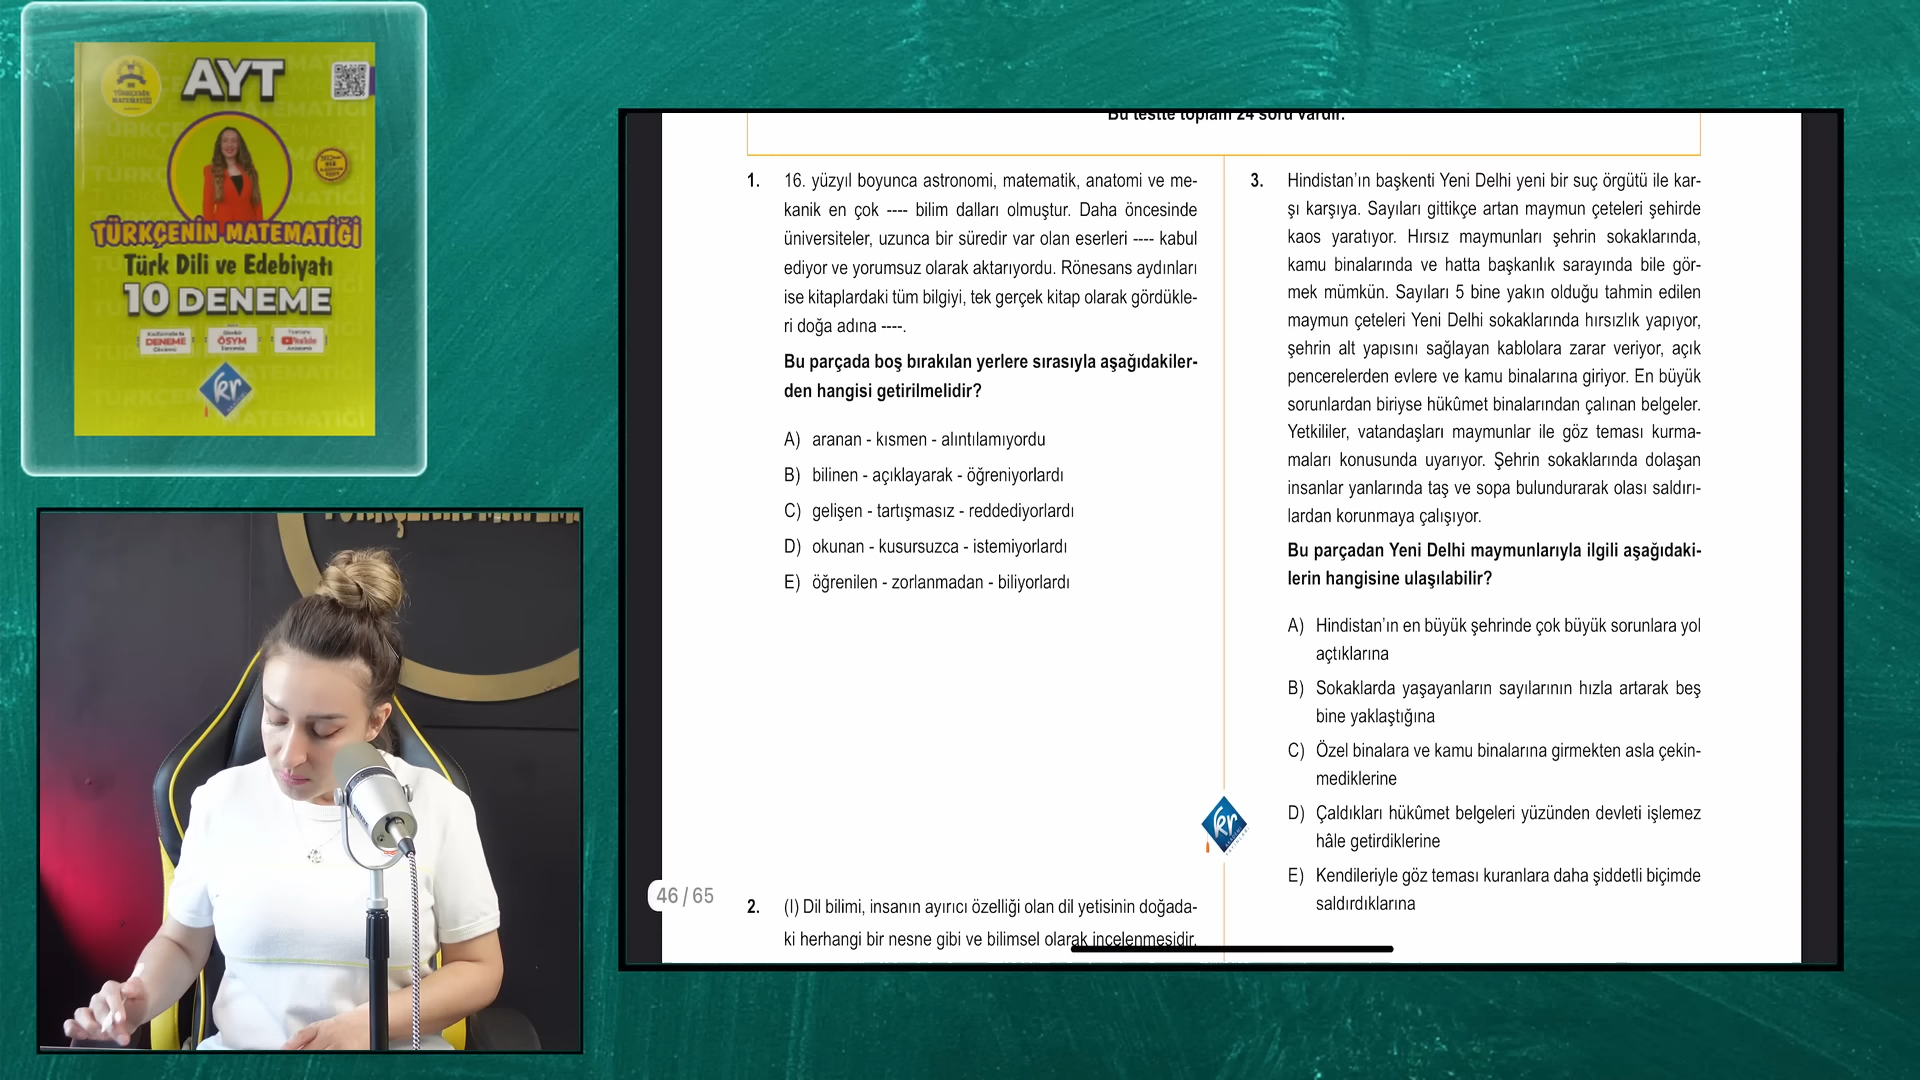 AYT
TÜRKÇENİN MATEMATİĞİ
TÜRKÇENİN MATEMATİĞİ
Türk Dili ve Edebiyatı
10 DENEME
DENEME
ÖSYM
YouTube
kr
Bu testte toplam 24 soru vardır.
1. 16. yüzyıl boyunca astronomi, matematik, anatomi ve me-
kanik en çok ---- bilim dalları olmuştur. Daha öncesinde
üniversiteler, uzunca bir süredir var olan eserleri ---- kabul
ediyor ve yorumsuz olarak aktarıyordu. Rönesans aydınları
ise kitaplardaki tüm bilgiyi, tek gerçek kitap olarak gördükle-
ri doğa adına ----.
Bu parçada boş bırakılan yerlere sırasıyla aşağıdakiler-
den hangisi getirilmelidir?
A) aranan - kısmen - alıntılamıyordu
B) bilinen - açıklayarak - öğreniyorlardı
C) gelişen - tartışmasız - reddediyorlardı
D) okunan - kusursuzca - istemiyorlardı
E) öğrenilen - zorlanmadan - biliyorlardı
46 / 65
2. (I) Dil bilimi, insanın ayırıcı özelliği olan dil yetisinin doğada-
ki herhangi bir nesne gibi ve bilimsel olarak incelenmesidir.
3. Hindistan’ın başkenti Yeni Delhi yeni bir suç örgütü ile kar-
şı karşıya. Sayıları gittikçe artan maymun çeteleri şehirde
kaos yaratıyor. Hırsız maymunları şehrin sokaklarında,
kamu binalarında ve hatta başkanlık sarayında bile gör-
mek mümkün. Sayıları 5 bine yakın olduğu tahmin edilen
maymun çeteleri Yeni Delhi sokaklarında hırsızlık yapıyor,
şehrin alt yapısını sağlayan kablolara zarar veriyor, açık
pencerelerden evlere ve kamu binalarına giriyor. En büyük
sorunlardan biriyse hükûmet binalarından çalınan belgeler.
Yetkililer, vatandaşları maymunlar ile göz teması kurma-
maları konusunda uyarıyor. Şehrin sokaklarında dolaşan
insanlar yanlarında taş ve sopa bulundurarak olası saldırı-
lardan korunmaya çalışıyor.
Bu parçadan Yeni Delhi maymunlarıyla ilgili aşağıdaki-
lerin hangisine ulaşılabilir?
A) Hindistan’ın en büyük şehrinde çok büyük sorunlara yol
açtıklarına
B) Sokaklarda yaşayanların sayılarının hızla artarak beş
bine yaklaştığına
C) Özel binalara ve kamu binalarına girmekten asla çekin-
mediklerine
D) Çaldıkları hükûmet belgeleri yüzünden devleti işlemez
hâle getirdiklerine
E) Kendileriyle göz teması kuranlara daha şiddetli biçimde
saldırdıklarına
kr